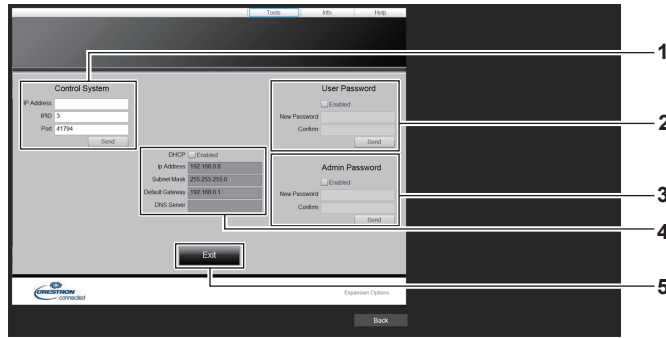 Tools Info Help
1
Control System
IP Address
IPID 3
Port 41794
Send
User Password
Enabled
New Password
Confirm
Send
2
DHCP Enabled
Ip Address 192.168.0.8
Subnet Mask 255.255.255.0
Default Gateway 192.168.0.1
DNS Server
Admin Password
Enabled
New Password
Confirm
Send
3
4
Exit
5
CRESTRON
connected
Expansion Options
Back